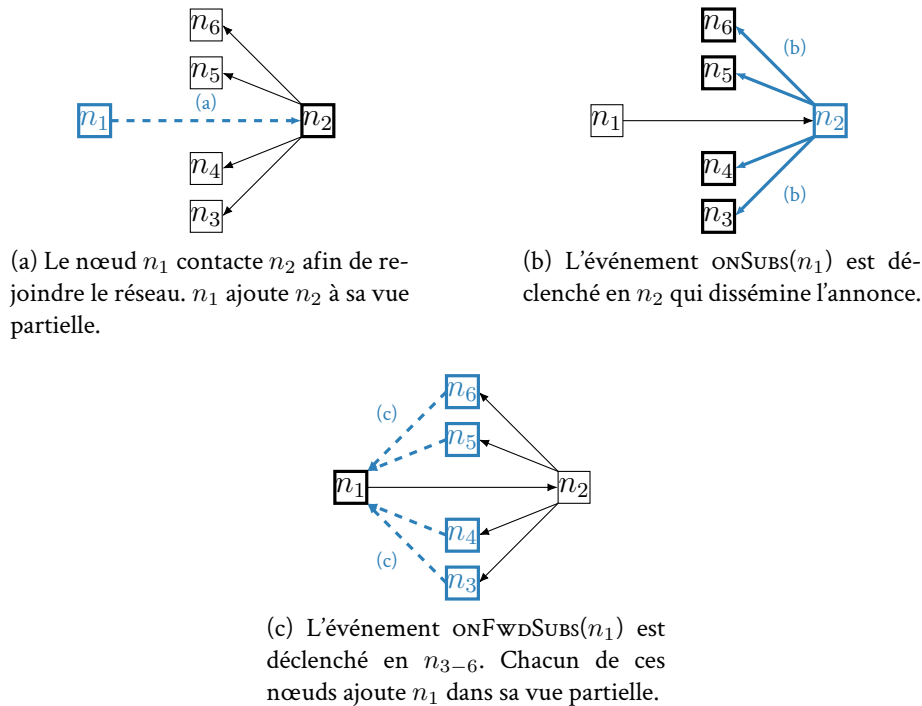 n₆
n₅
(a)
n₁
n₂
n₄
n₃
(a) Le nœud n₁ contacte n₂ afin de re-
joindre le réseau. n₁ ajoute n₂ à sa vue
partielle.
n₆
(b)
n₅
n₁
n₂
n₄
(b)
n₃
(b) L'événement ONSUBS(n₁) est dé-
clenché en n₂ qui dissémine l'annonce.
n₆
(c)
n₅
n₁
n₂
n₄
(c)
n₃
(c) L'événement ONFWDSUBS(n₁) est
déclenché en n₃₋₆. Chacun de ces
nœuds ajoute n₁ dans sa vue partielle.